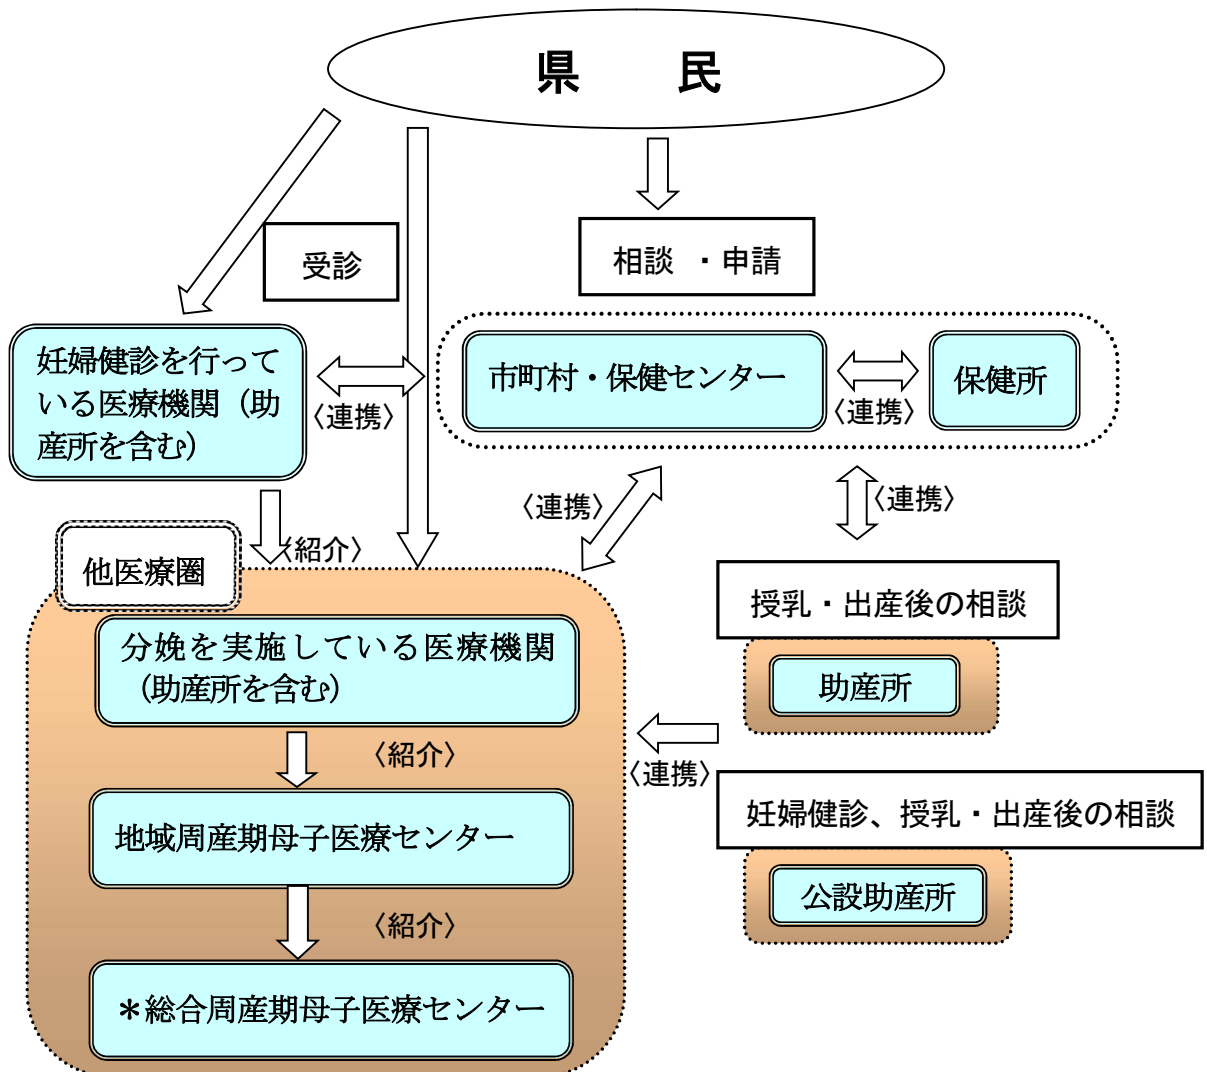 県　　民
受診
相談 ・申請
妊婦健診を行って
いる医療機関（助
産所を含む）
〈連携〉
市町村・保健センター
〈連携〉
保健所
〈連携〉
〈連携〉
〈紹介〉
他医療圏
分娩を実施している医療機関
（助産所を含む）
〈紹介〉
地域周産期母子医療センター
〈紹介〉
＊総合周産期母子医療センター
授乳・出産後の相談
助産所
〈連携〉
妊婦健診、授乳・出産後の相談
公設助産所